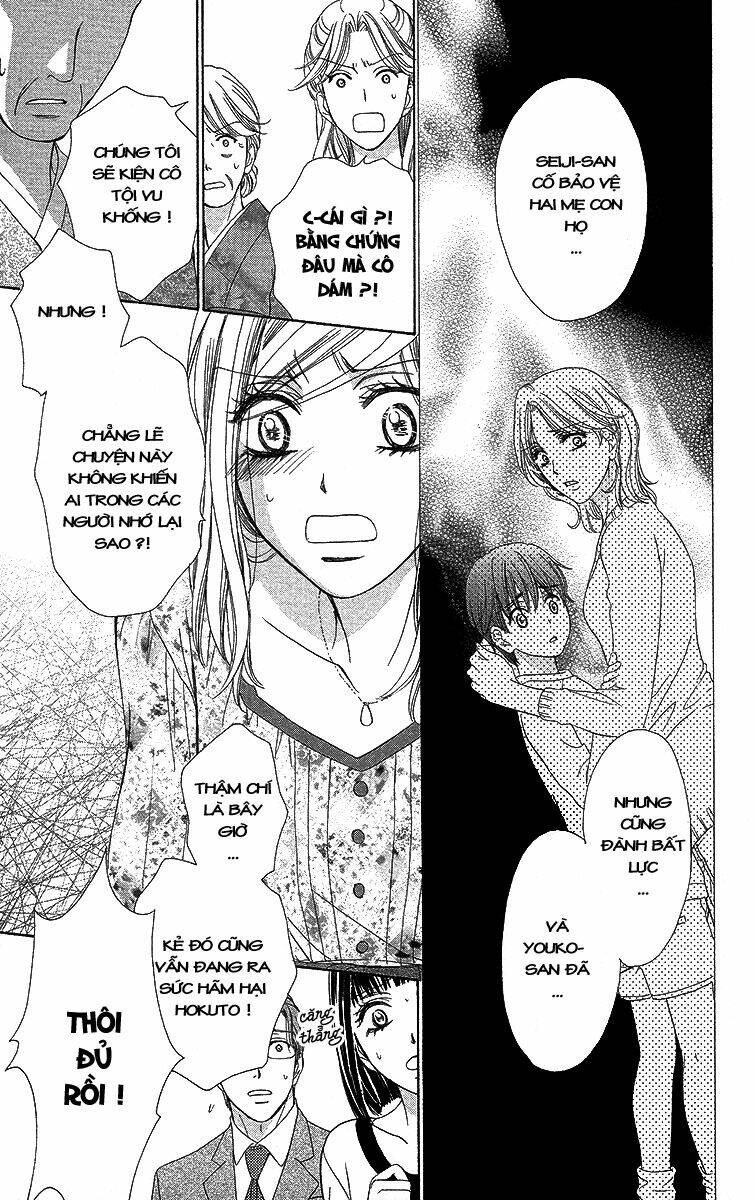 SEIJI-SAN
CỐ BẢO VỆ
HAI MẸ CON
HỌ
...
NHƯNG
CŨNG
ĐÀNH BẤT
LỰC
...
VÀ
YOUKO-
SAN ĐÃ
...
C-CÁI GÌ ?!
BẰNG CHỨNG
ĐÂU MÀ CÔ
DÁM ?!
CHÚNG TÔI
SẼ KIỆN CÔ
TỘI VU
KHỐNG !
NHƯNG !
CHẲNG LẼ
CHUYỆN NÀY
KHÔNG KHIẾN
AI TRONG CÁC
NGƯỜI NHỚ LẠI
SAO ?!
THẬM CHÍ
LÀ BÂY
GIỜ
...
KẺ ĐÓ CŨNG
VẪN ĐANG RA
SỨC HÃM HẠI
HOKUTO !
căng
thẳng
THÔI
ĐỦ
RỒI !